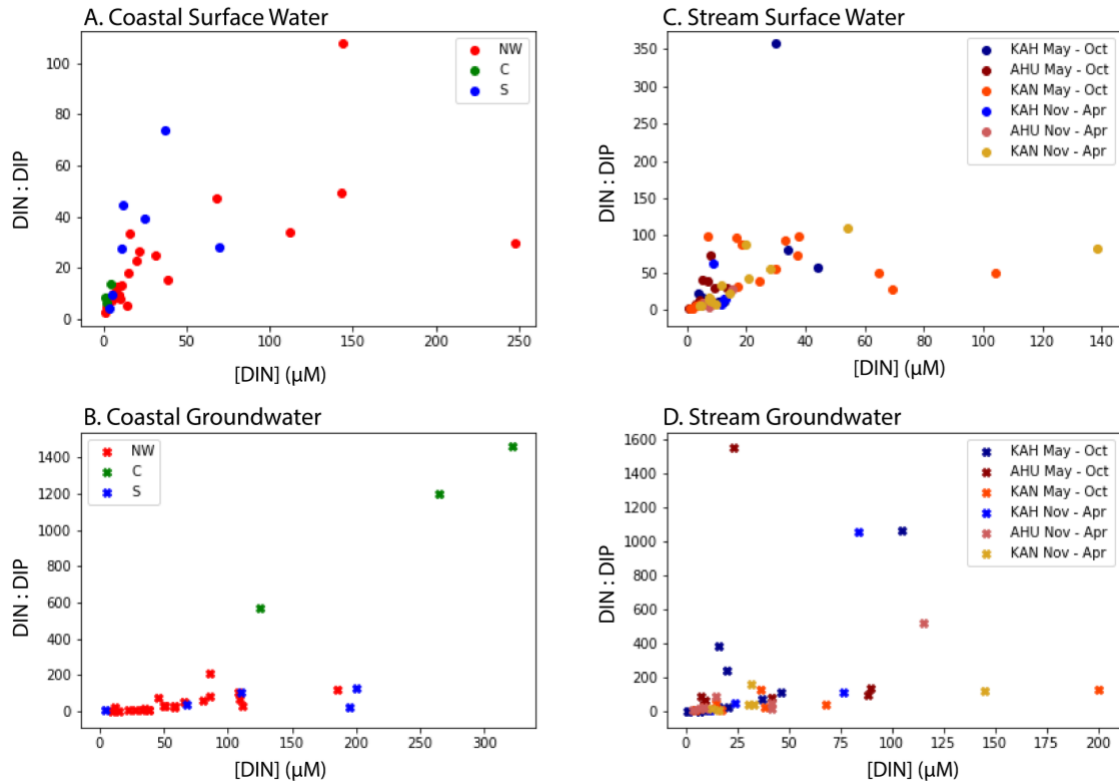 A. Coastal Surface Water
DIN : DIP
100
80
60
40
20
0
NW
C
S
0 50 100 150 200 250
[DIN] (μM)
C. Stream Surface Water
DIN : DIP
350
300
250
200
150
100
50
0
KAH May - Oct
AHU May - Oct
KAN May - Oct
KAH Nov - Apr
AHU Nov - Apr
KAN Nov - Apr
0 20 40 60 80 100 120 140
[DIN] (μM)
B. Coastal Groundwater
DIN : DIP
1400
1200
1000
800
600
400
200
0
NW
C
S
0 50 100 150 200 250 300
[DIN] (μM)
D. Stream Groundwater
DIN : DIP
1600
1400
1200
1000
800
600
400
200
0
KAH May - Oct
AHU May - Oct
KAN May - Oct
KAH Nov - Apr
AHU Nov - Apr
KAN Nov - Apr
0 25 50 75 100 125 150 175 200
[DIN] (μM)